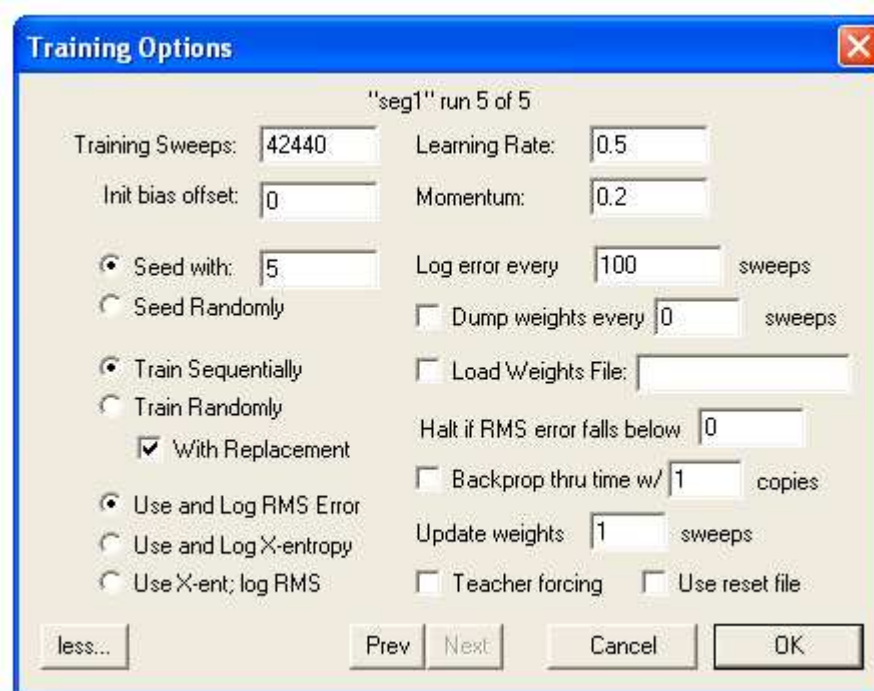 Training Options
"seg1" run 5 of 5
Training Sweeps: 42440 Learning Rate: 0.5
Init bias offset: 0 Momentum: 0.2
Seed with: 5 Log error every 100 sweeps
Seed Randomly Dump weights every 0 sweeps
Train Sequentially Load Weights File:
Train Randomly
Halt if RMS error falls below 0
With Replacement
Backprop thru time w/ 1 copies
Use and Log RMS Error
Use and Log X-entropy Update weights 1 sweeps
Use X-ent; log RMS Teacher forcing Use reset file
less... Prev Next Cancel OK